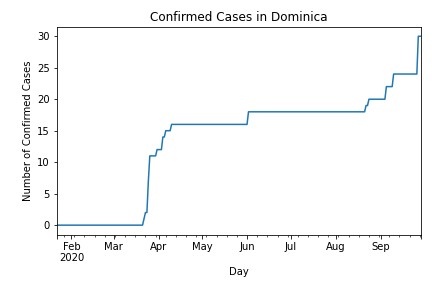 Confirmed Cases in Dominica
30
25
20
15
10
5
0
Number of Confirmed Cases
Feb Mar Apr May Jun Jul Aug Sep
2020
Day